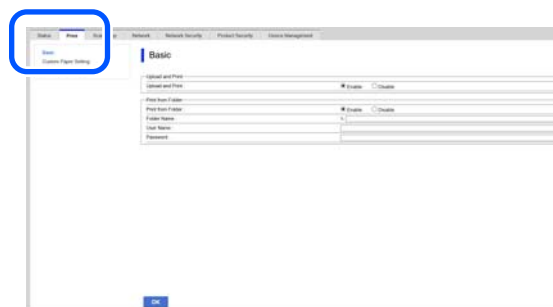 Status Print Network Network Security Product Security Device Management
Basic
Custom Paper Setting
Basic
Upload and Print
Upload and Print Enable Disable
Print from Folder
Print from Folder Enable Disable
Folder Name \\
User Name
Password
OK